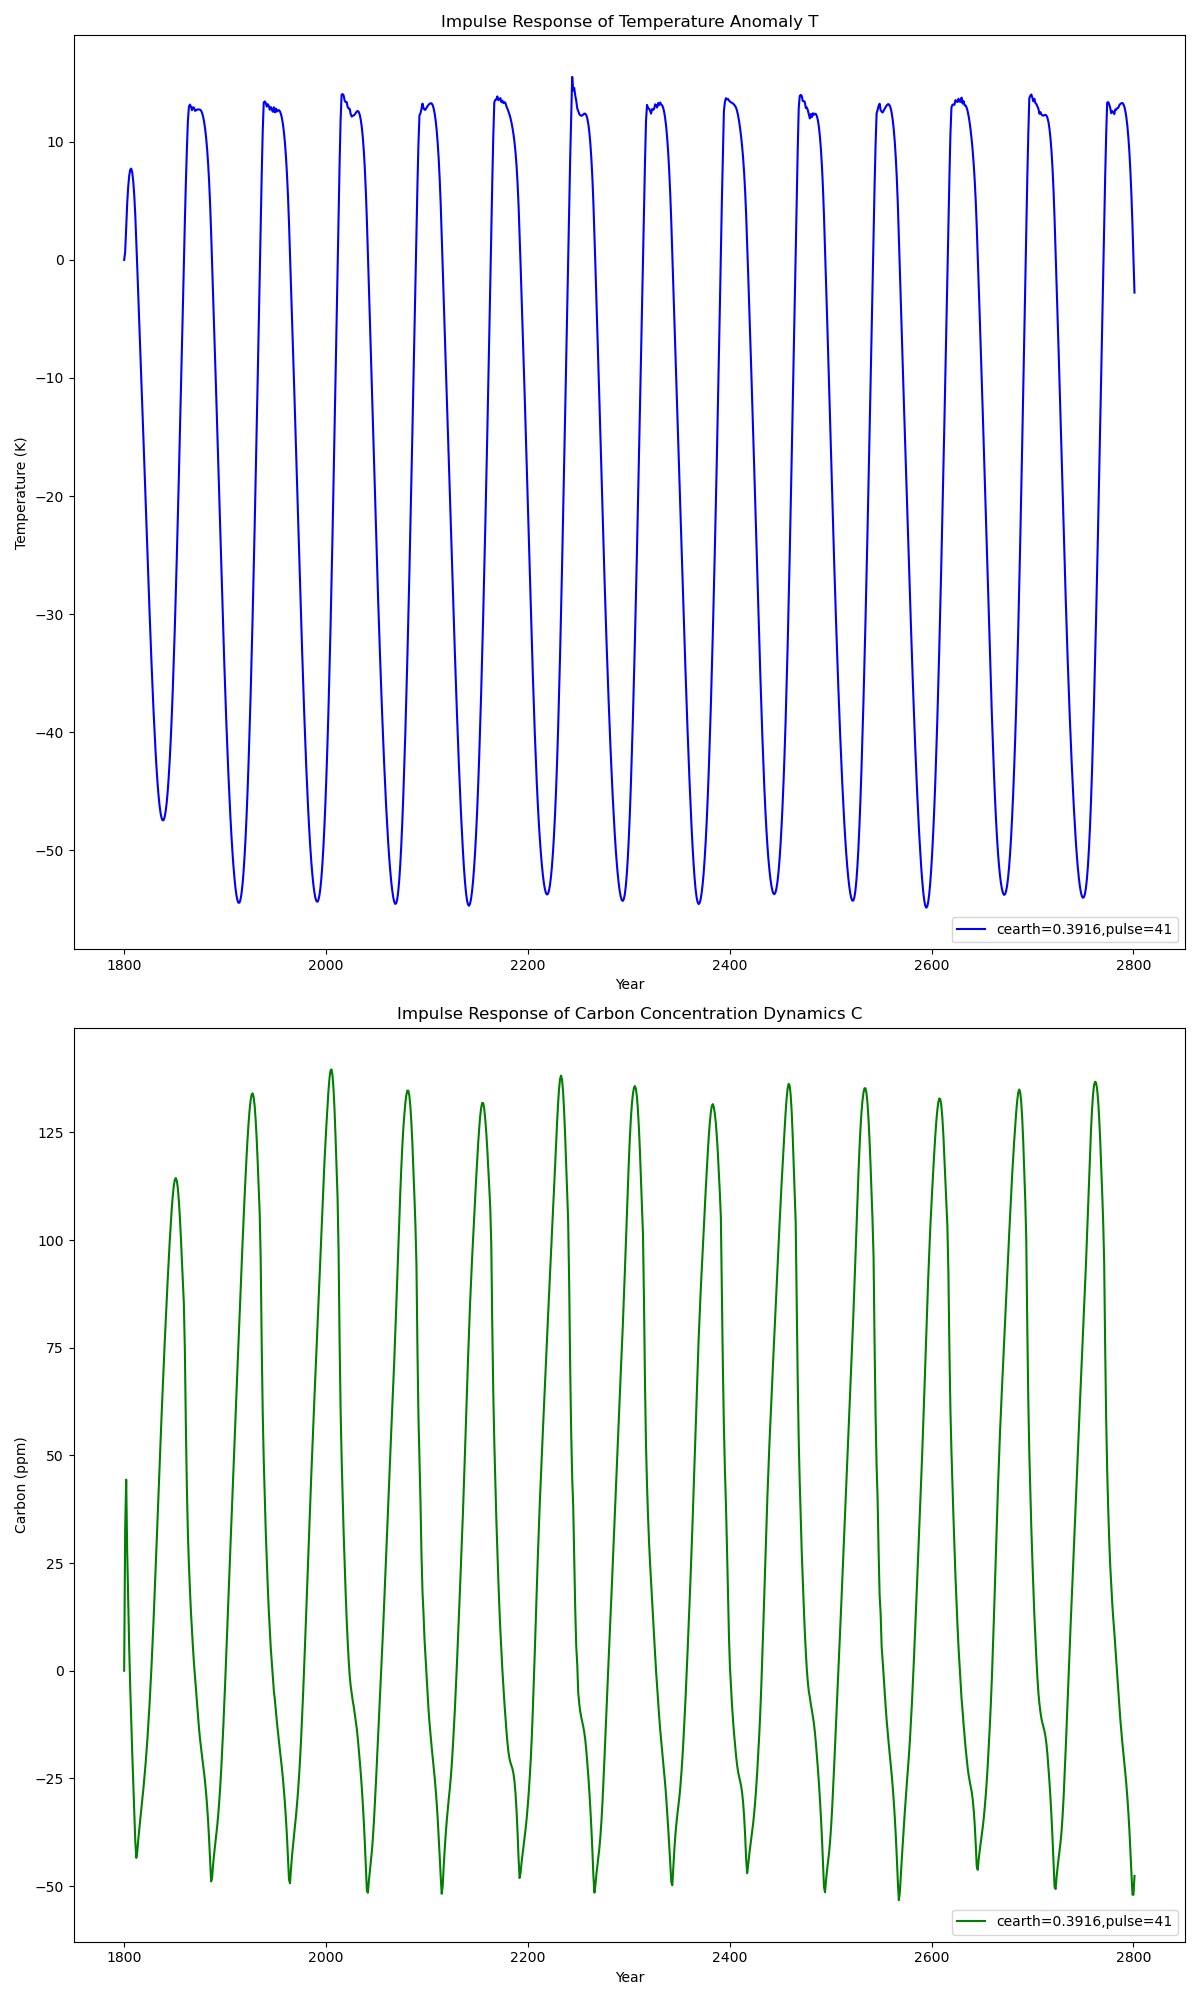 Impulse Response of Temperature Anomaly T
10
0
−10
−20
−30
−40
−50
Temperature (K)
cearth=0.3916,pulse=41
1800 2000 2200 2400 2600 2800
Year
Impulse Response of Carbon Concentration Dynamics C
125
100
75
50
25
0
−25
−50
Carbon (ppm)
cearth=0.3916,pulse=41
1800 2000 2200 2400 2600 2800
Year